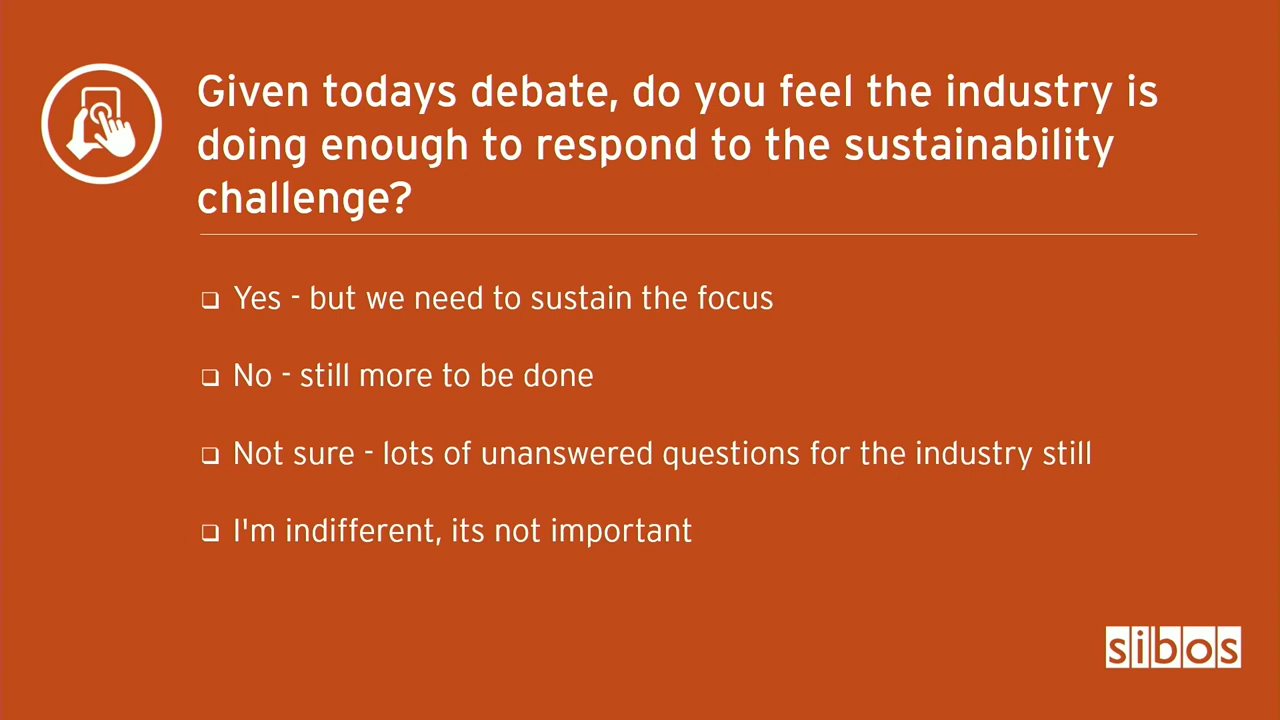 Given todays debate, do you feel the industry is
doing enough to respond to the sustainability
challenge?
Yes - but we need to sustain the focus
No - still more to be done
Not sure - lots of unanswered questions for the industry still
I'm indifferent, its not important
sibos